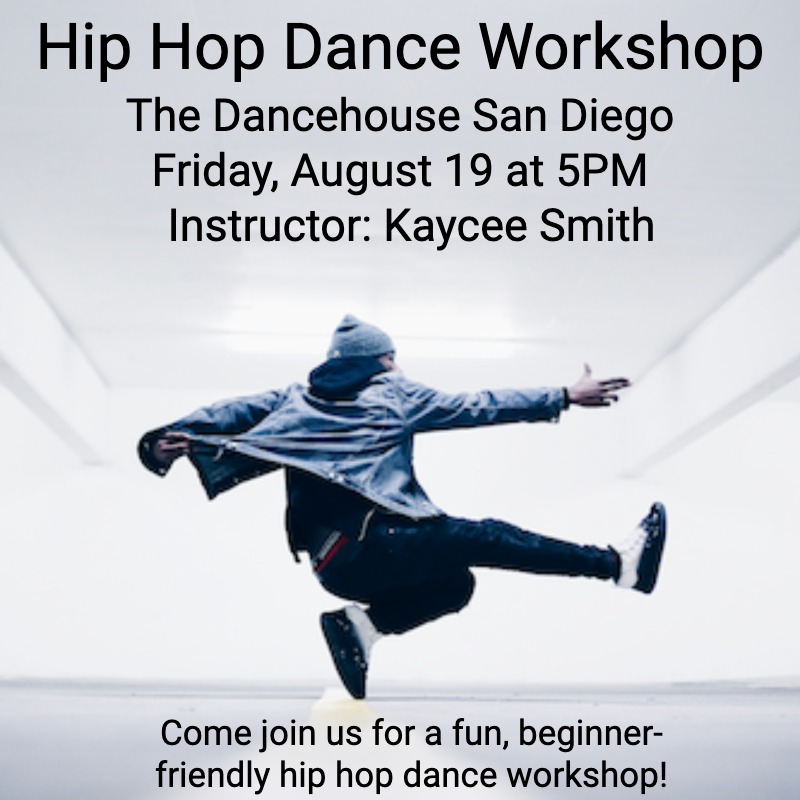 Hip Hop Dance Workshop
The Dancehouse San Diego
Friday, August 19 at 5PM
Instructor: Kaycee Smith
Come join us for a fun, beginner-
friendly hip hop dance workshop!